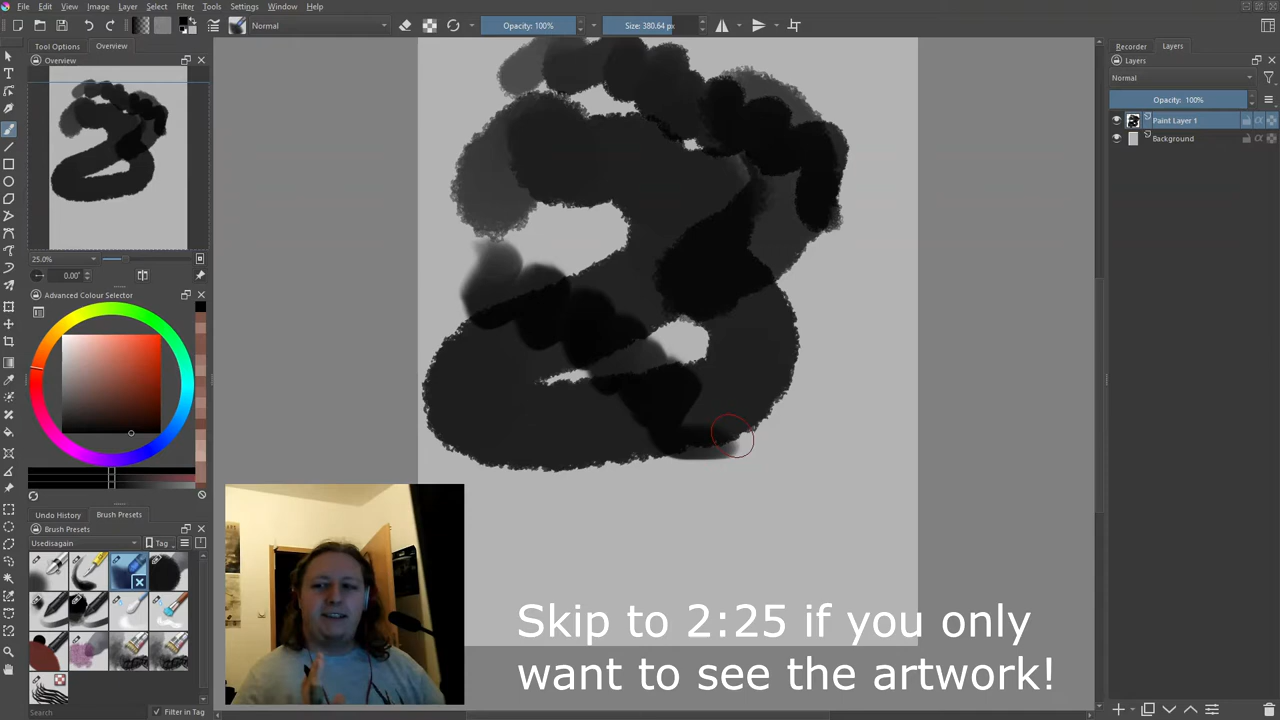 File Edit View Image Layer Select Filter Tools Settings Window Help
Normal Opacity: 100% Size: 380.64 px
Tool Options Overview
Overview
25.0%
0.00°
Advanced Colour Selector
Undo History Brush Presets
Brush Presets
Usedisagain Tag
Search Filter in Tag
Recorder Layers
Layers
Normal
Opacity: 100%
Paint Layer 1
Background
Skip to 2:25 if you only
want to see the artwork!